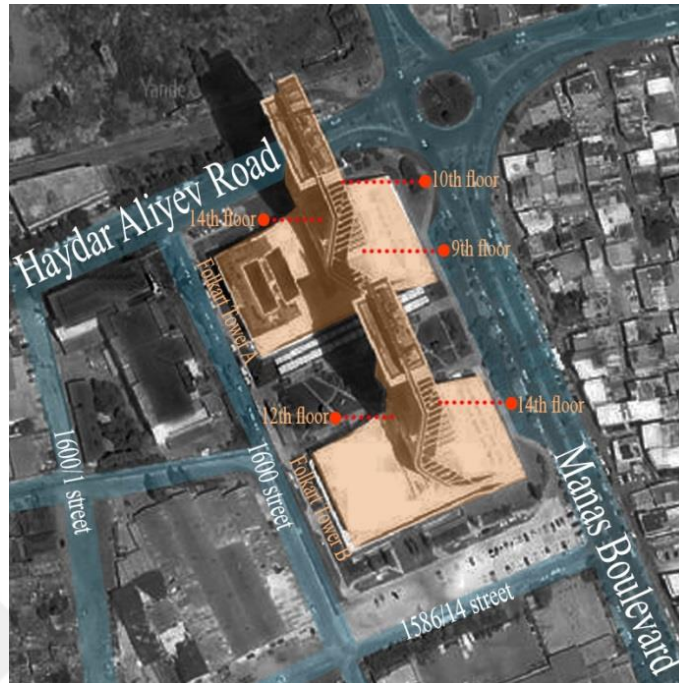 Yande
Haydar Aliyev Road
10th floor
14th floor
9th floor
Folkart Tower A
12th floor
14th floor
1600/1 street
1600 street
Folkart Tower B
Manas Boulevard
1586/14 street